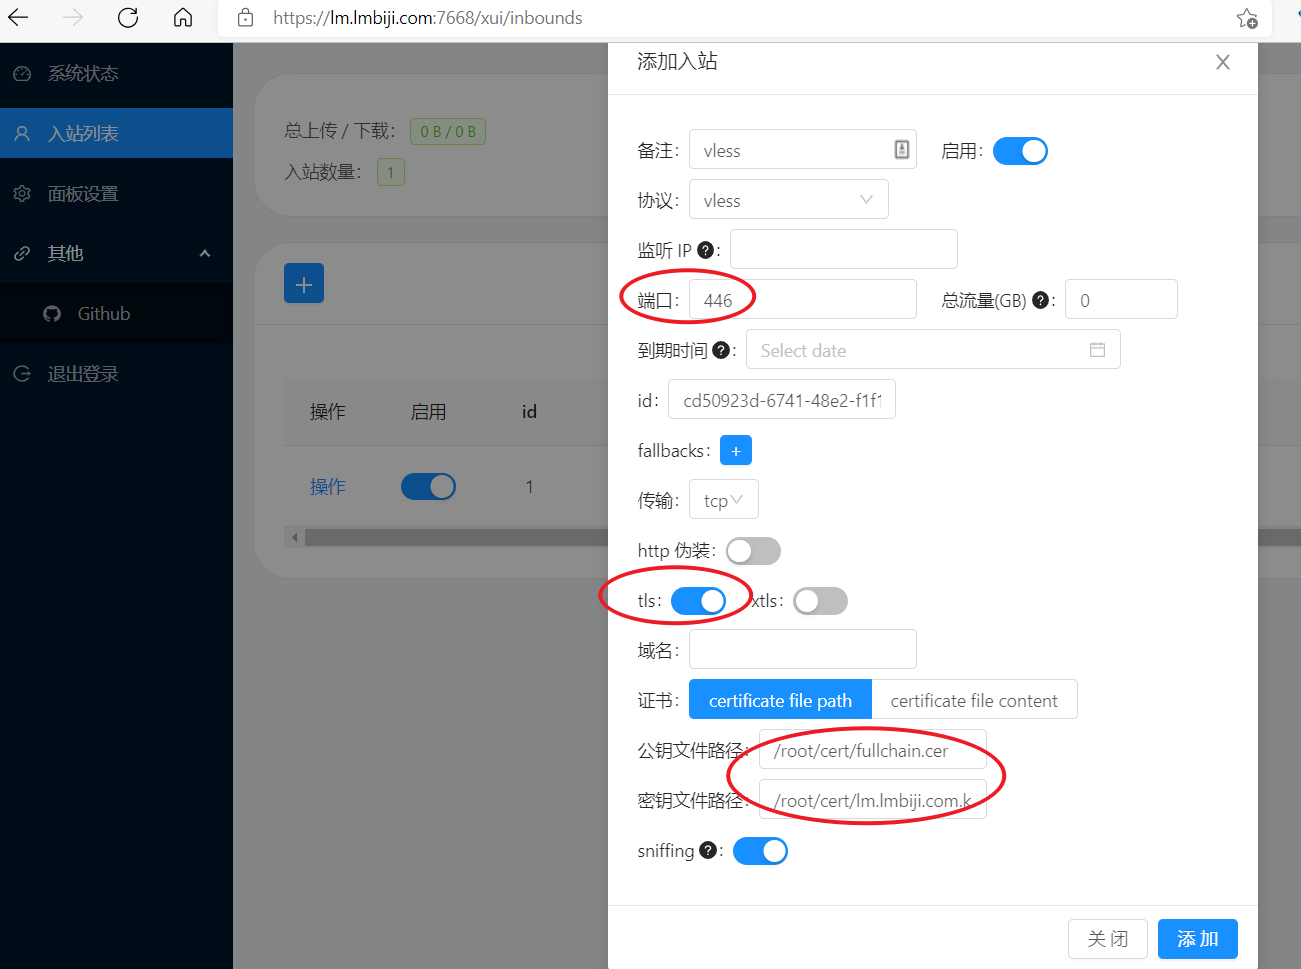 https://lm.lmbiji.com:7668/xui/inbounds
系统状态
入站列表
面板设置
其他
Github
退出登录
总上传 / 下载： 0 B / 0 B
入站数量： 1
+
操作 启用 id
操作 1
添加入站
备注： vless 启用：
协议： vless
监听 IP ? :
端口： 446 总流量(GB) ? : 0
到期时间 ? : Select date
id： cd50923d-6741-48e2-f1f1
fallbacks： +
传输： tcp
http 伪装：
tls： xtls：
域名：
证书： certificate file path certificate file content
公钥文件路径： /root/cert/fullchain.cer
密钥文件路径： /root/cert/lm.lmbiji.com.k
sniffing ? :
关 闭 添 加